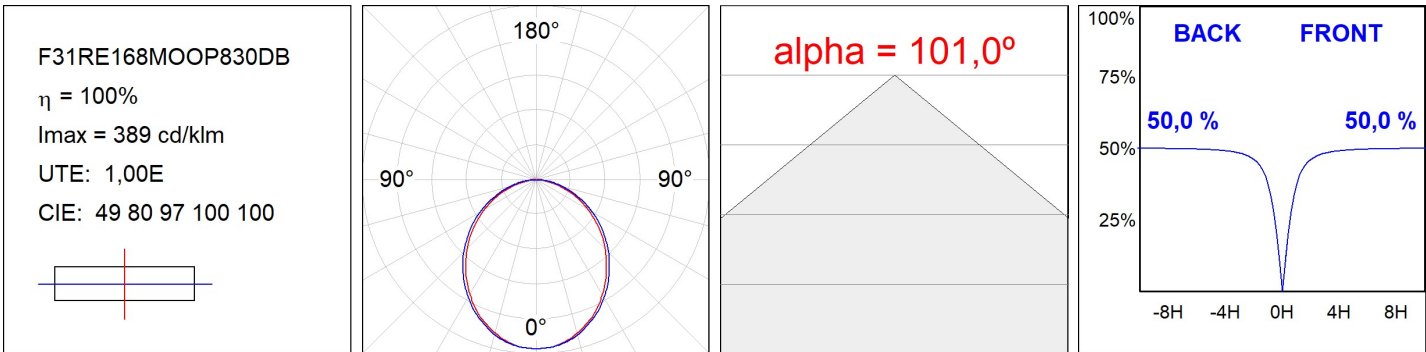 F31RE168MOOP830DB
η = 100%
Imax = 389 cd/klm
UTE: 1,00E
CIE: 49 80 97 100 100
180°
90° 90°
0°
alpha = 101,0º
100%
BACK FRONT
75%
50,0 % 50,0 %
50%
25%
-8H -4H 0H 4H 8H